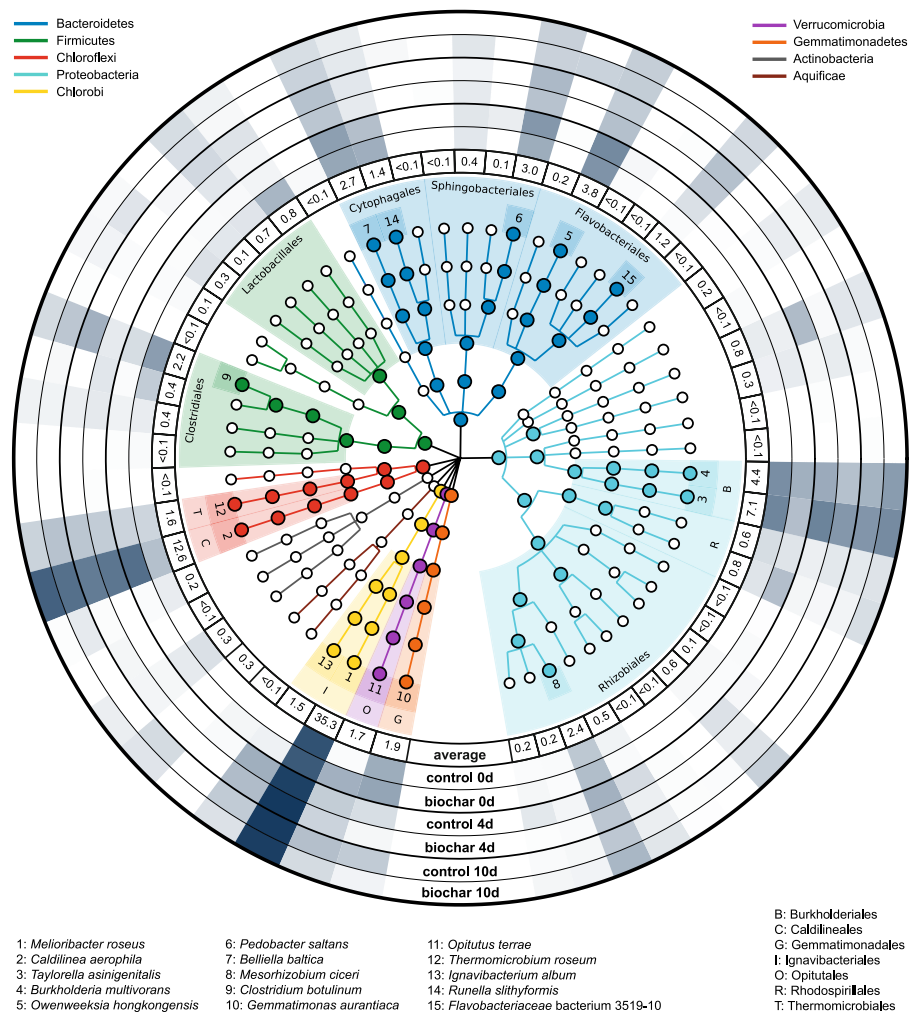 Bacteroidetes
Firmicutes
Chloroflexi
Proteobacteria
Chlorobi
Verrucomicrobia
Gemmatimonadetes
Actinobacteria
Aquificae
<0.1
1.6
12.6
0.2
<0.1
0.3
0.3
<0.1
1.5
35.3
1.7
1.9
average
0.2
0.2
2.4
0.5
<0.1
<0.1
0.6
0.1
<0.1
0.8
0.6
7.1
4.4
<0.1
<0.1
0.3
0.8
<0.1
0.2
<0.1
1.2
<0.1
3.8
0.2
3.0
0.1
0.4
<0.1
<0.1
1.4
2.7
<0.1
0.8
0.7
0.1
0.3
0.1
<0.1
2.2
0.4
0.4
<0.1
Clostridiales
Lactobacillales
Cytophagales
Sphingobacteriales
Flavobacteriales
Rhizobiales
9
7
14
6
5
15
4
3
B
R
8
10
G
11
O
1
13
I
2
C
12
T
control 0d
biochar 0d
control 4d
biochar 4d
control 10d
biochar 10d
1: Melioribacter roseus
2: Caldilinea aerophila
3: Taylorella asinigenitalis
4: Burkholderia multivorans
5: Owenweeksia hongkongensis
6: Pedobacter saltans
7: Belliella baltica
8: Mesorhizobium ciceri
9: Clostridium botulinum
10: Gemmatimonas aurantiaca
11: Opitutus terrae
12: Thermomicrobium roseum
13: Ignavibacterium album
14: Runella slithyformis
15: Flavobacteriaceae bacterium 3519-10
B: Burkholderiales
C: Caldilineales
G: Gemmatimonadales
I: Ignavibacteriales
O: Opitutales
R: Rhodospirillales
T: Thermomicrobiales